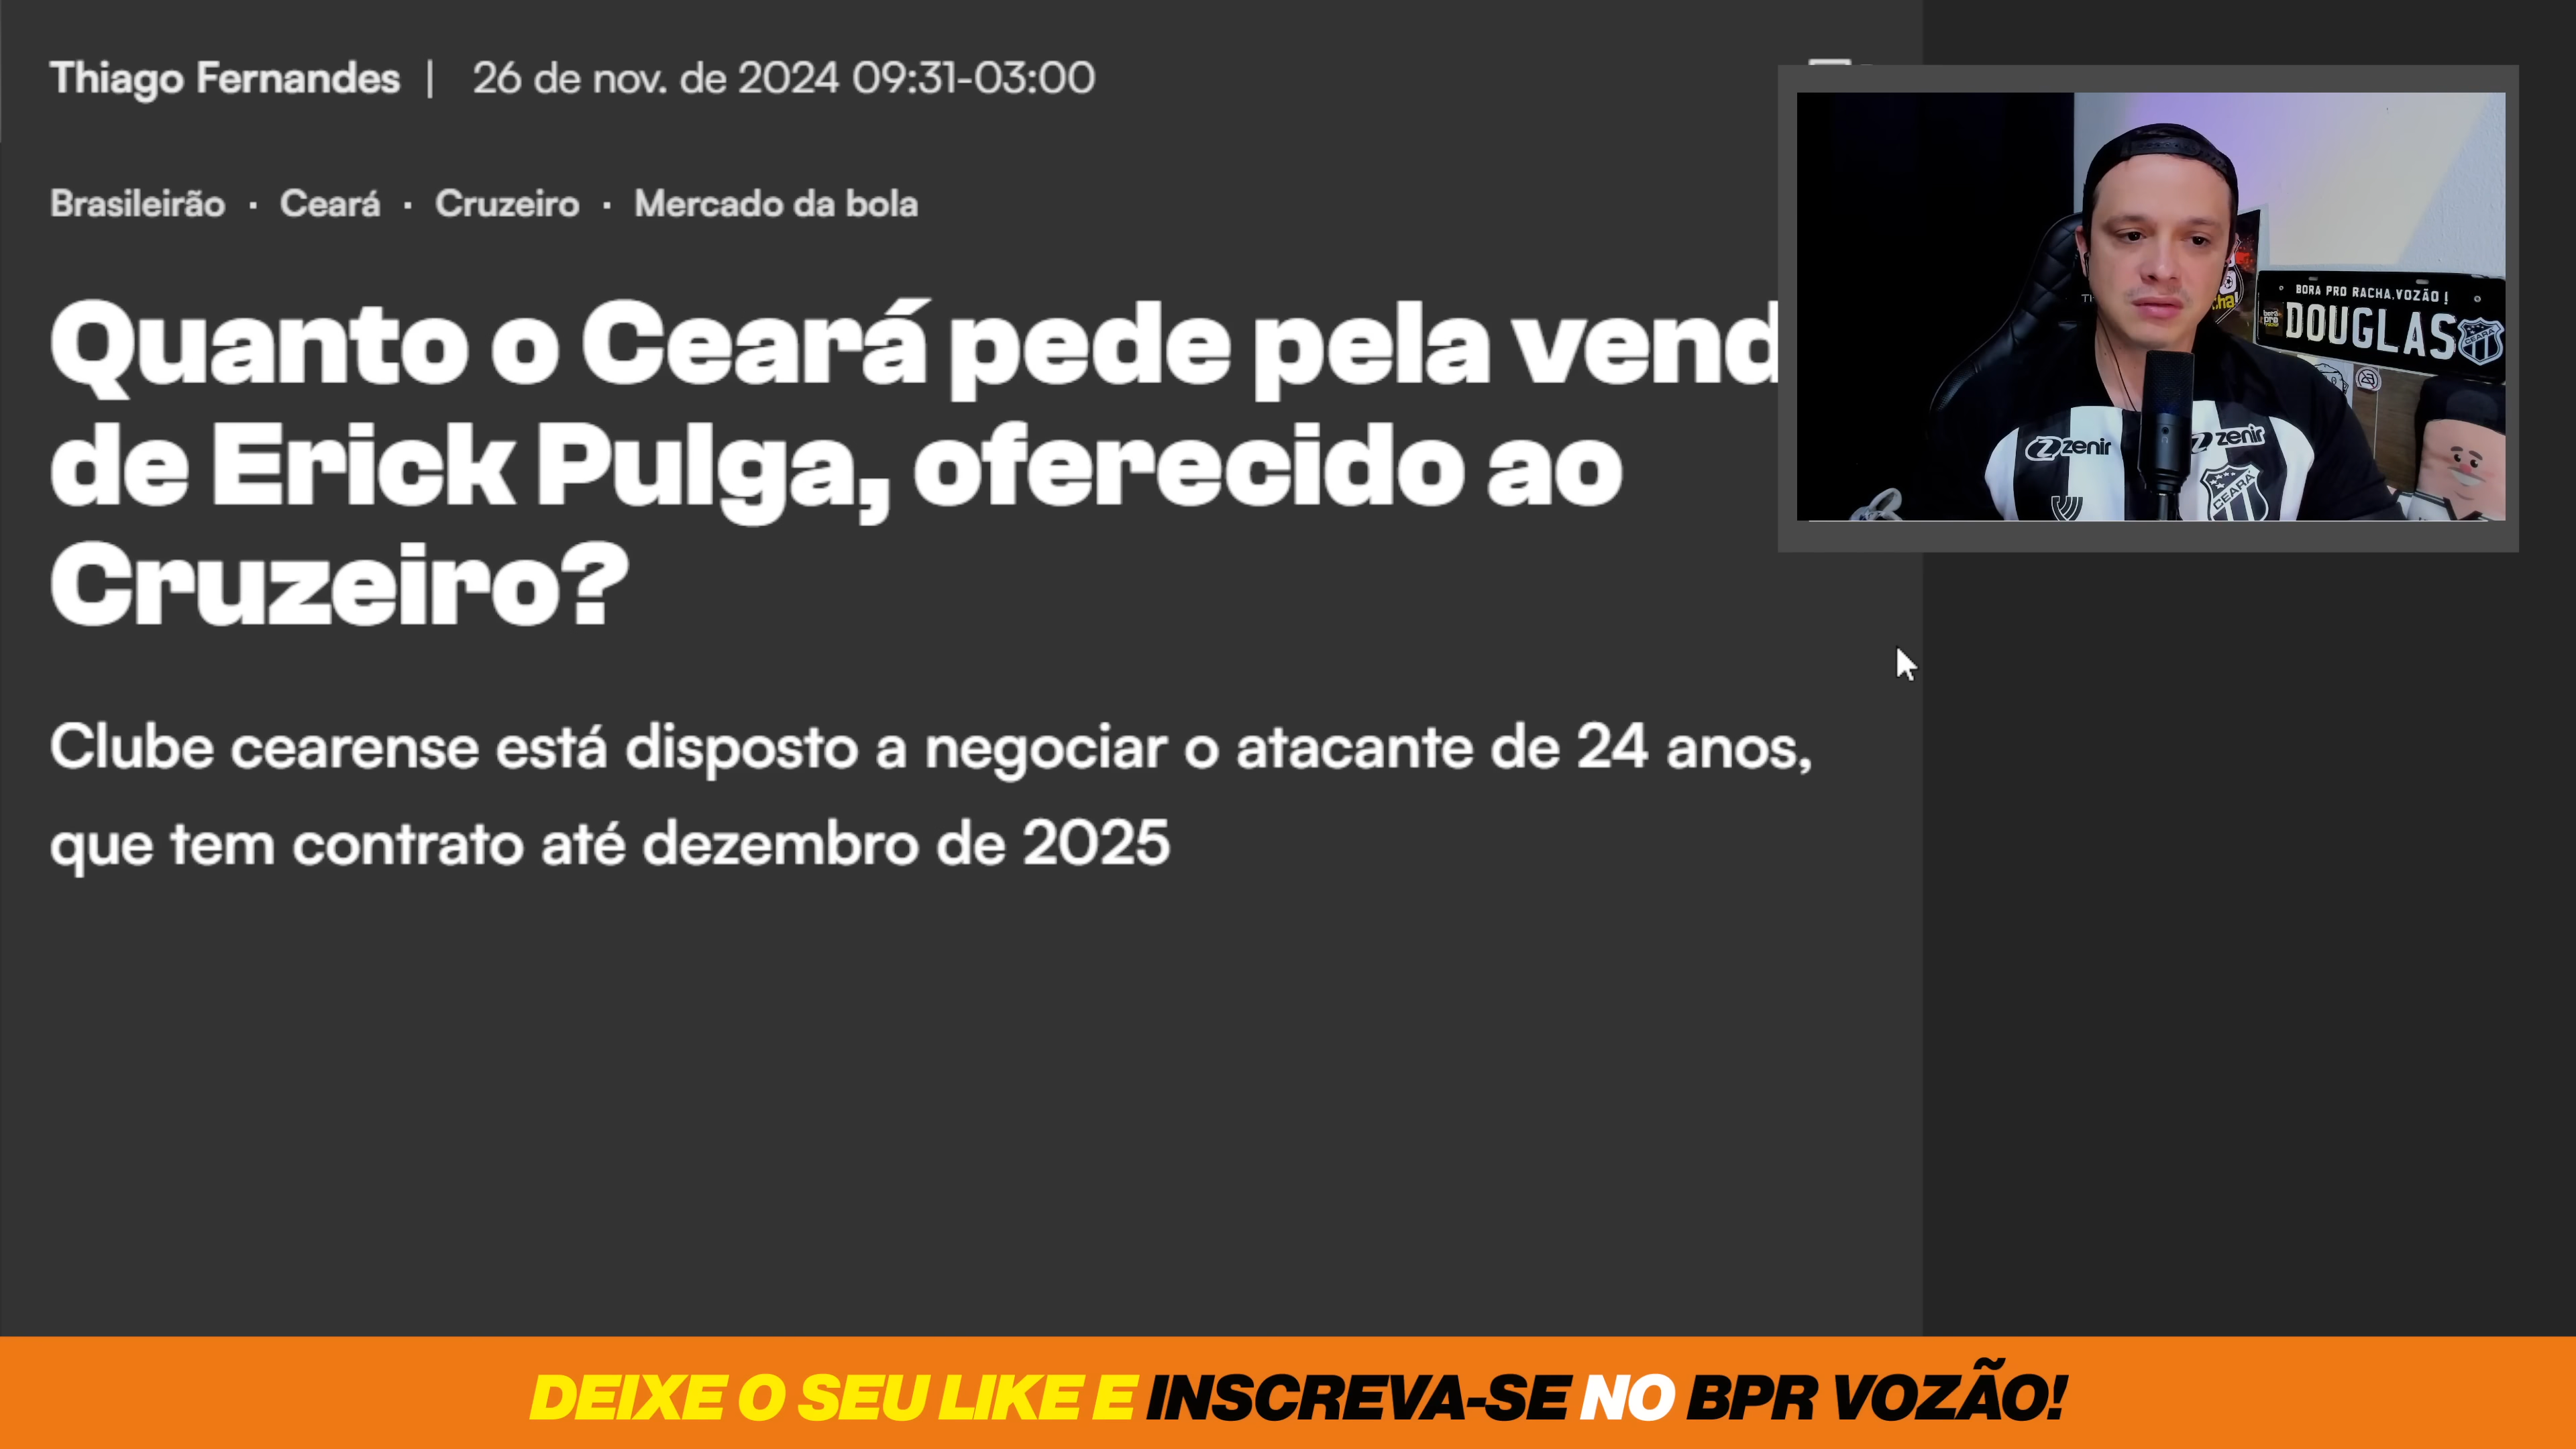 Thiago Fernandes | 26 de nov. de 2024 09:31-03:00
Brasileirão · Ceará · Cruzeiro · Mercado da bola
Quanto o Ceará pede pela vend
de Erick Pulga, oferecido ao
Cruzeiro?
Clube cearense está disposto a negociar o atacante de 24 anos,
que tem contrato até dezembro de 2025
BORA PRO RACHA, VOZÃO!
DOUGLAS
CEARÁ
zenir
zenir
CEARÁ
DEIXE O SEU LIKE E INSCREVA-SE NO BPR VOZÃO!